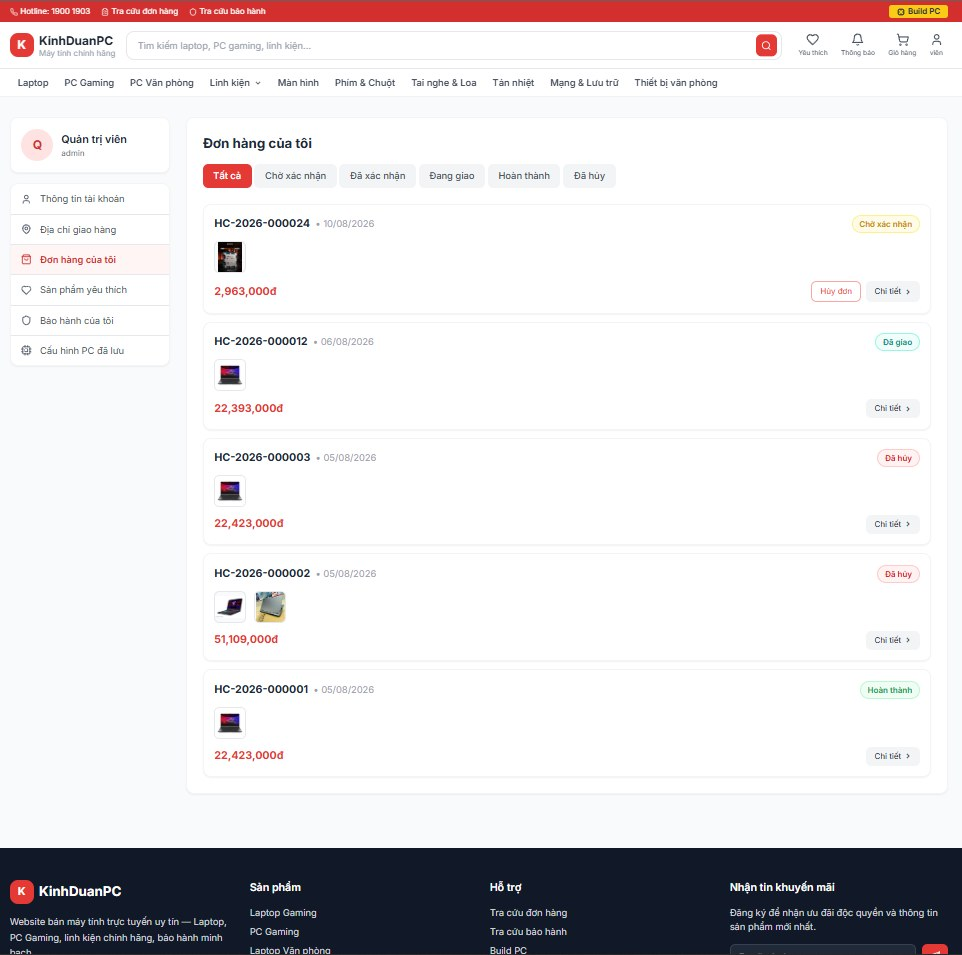 Hotline: 1900 1903 Tra cứu đơn hàng Tra cứu bảo hành Build PC
K KinhDuanPC
Máy tính chính hãng
Tìm kiếm laptop, PC gaming, linh kiện...
Yêu thích Thông báo Giỏ hàng viên
Laptop PC Gaming PC Văn phòng Linh kiện Màn hình Phím & Chuột Tai nghe & Loa Tản nhiệt Mạng & Lưu trữ Thiết bị văn phòng
Q Quản trị viên
admin
Thông tin tài khoản
Địa chỉ giao hàng
Đơn hàng của tôi
Sản phẩm yêu thích
Bảo hành của tôi
Cấu hình PC đã lưu
Đơn hàng của tôi
Tất cả Chờ xác nhận Đã xác nhận Đang giao Hoàn thành Đã hủy
HC-2026-000024 • 10/08/2026 Chờ xác nhận
2,963,000đ Hủy đơn Chi tiết
HC-2026-000012 • 06/08/2026 Đã giao
22,393,000đ Chi tiết
HC-2026-000003 • 05/08/2026 Đã hủy
22,423,000đ Chi tiết
HC-2026-000002 • 05/08/2026 Đã hủy
51,109,000đ Chi tiết
HC-2026-000001 • 05/08/2026 Hoàn thành
22,423,000đ Chi tiết
K KinhDuanPC
Website bán máy tính trực tuyến uy tín — Laptop,
PC Gaming, linh kiện chính hãng, bảo hành minh
bạch
Sản phẩm
Laptop Gaming
PC Gaming
Laptop Văn phòng
Hỗ trợ
Tra cứu đơn hàng
Tra cứu bảo hành
Build PC
Nhận tin khuyến mãi
Đăng ký để nhận ưu đãi độc quyền và thông tin
sản phẩm mới nhất.